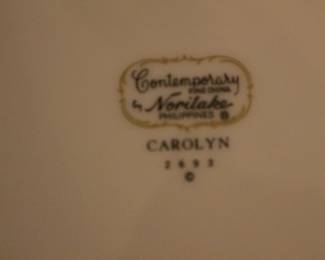 Contemporary
FINE CHINA
by Noritake
PHILIPPINES ®
CAROLYN
2693
©